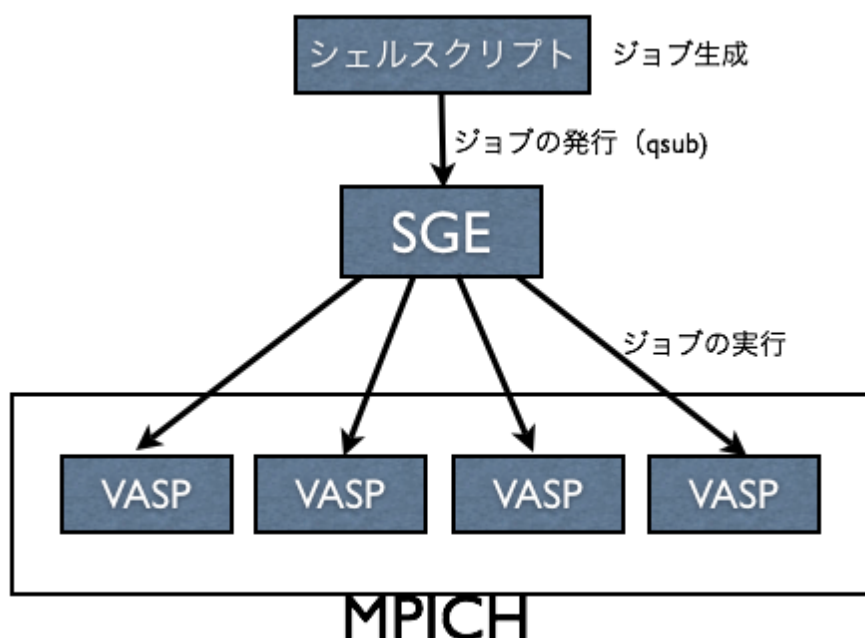 シェルスクリプト ジョブ生成
ジョブの発行（qsub)
SGE
ジョブの実行
VASP VASP VASP VASP
MPICH